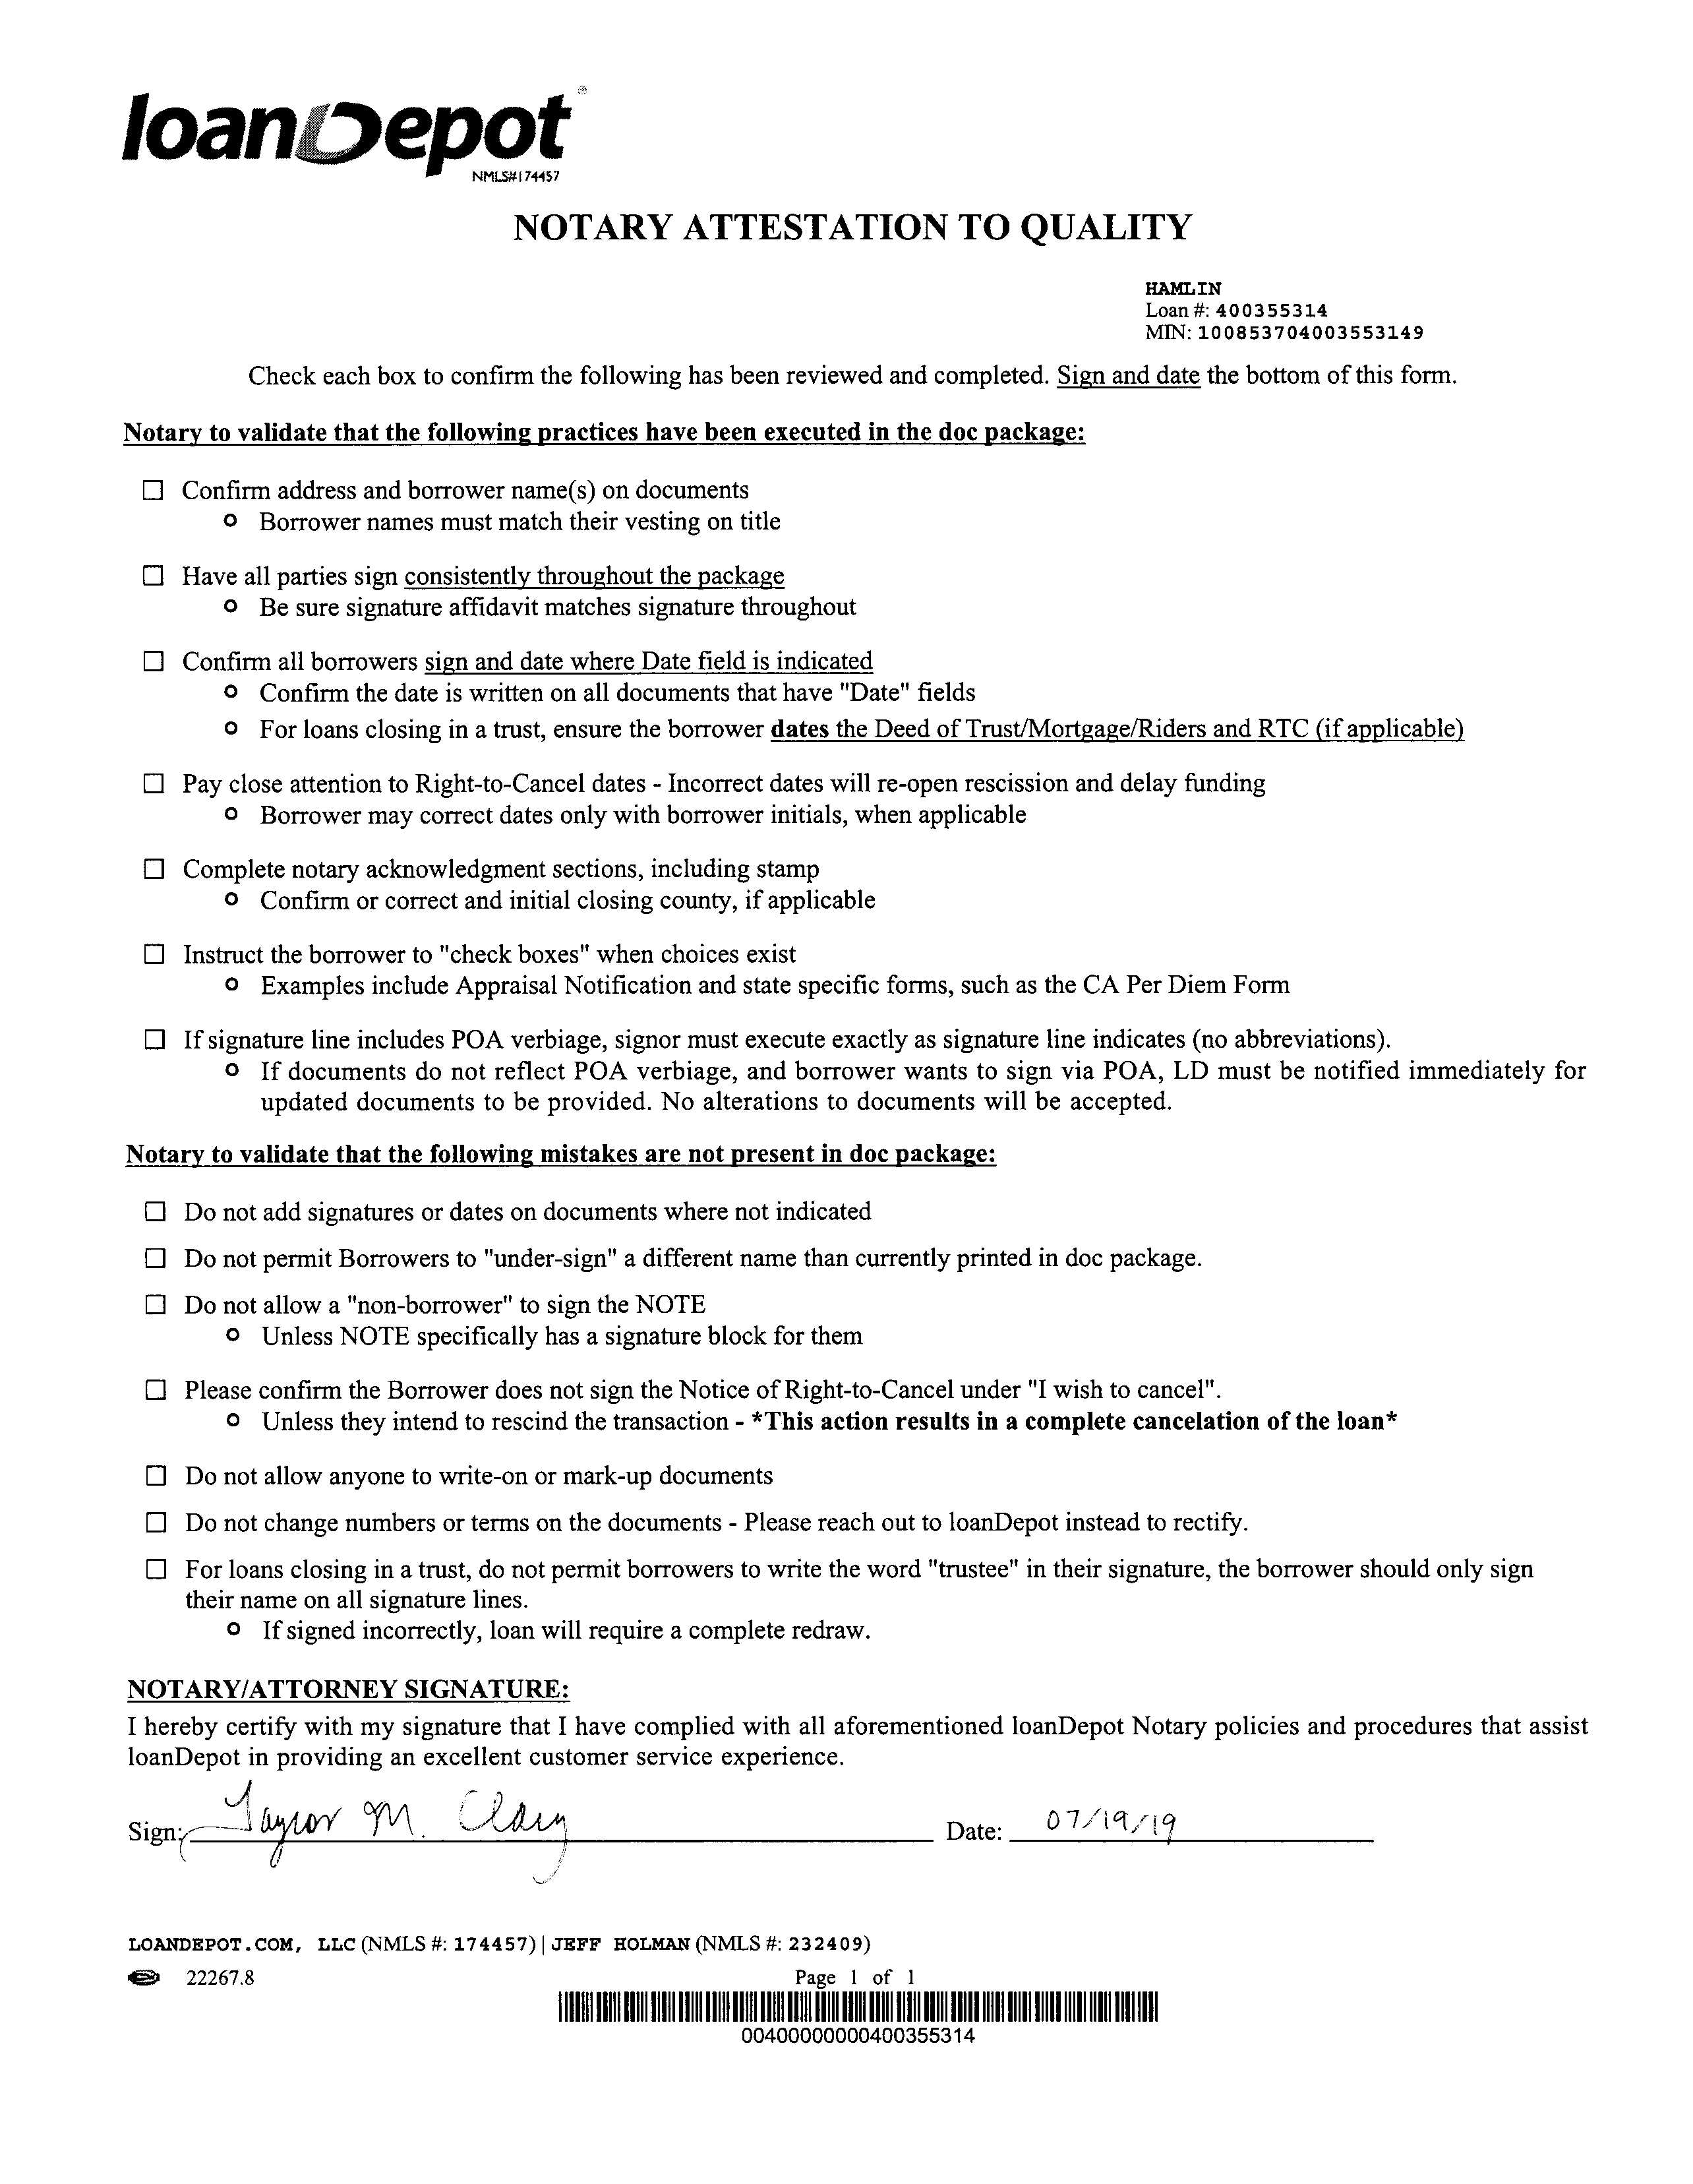 loanDepot
NMLS#174457
NOTARY ATTESTATION TO QUALITY
HAMLIN
Loan #: 400355314
MIN: 100853704003553149
Check each box to confirm the following has been reviewed and completed. Sign and date the bottom of this form.
Notary to validate that the following practices have been executed in the doc package:
☐ Confirm address and borrower name(s) on documents
o Borrower names must match their vesting on title
☐ Have all parties sign consistently throughout the package
o Be sure signature affidavit matches signature throughout
☐ Confirm all borrowers sign and date where Date field is indicated
o Confirm the date is written on all documents that have "Date" fields
o For loans closing in a trust, ensure the borrower dates the Deed of Trust/Mortgage/Riders and RTC (if applicable)
☐ Pay close attention to Right-to-Cancel dates - Incorrect dates will re-open rescission and delay funding
o Borrower may correct dates only with borrower initials, when applicable
☐ Complete notary acknowledgment sections, including stamp
o Confirm or correct and initial closing county, if applicable
☐ Instruct the borrower to "check boxes" when choices exist
o Examples include Appraisal Notification and state specific forms, such as the CA Per Diem Form
☐ If signature line includes POA verbiage, signor must execute exactly as signature line indicates (no abbreviations).
o If documents do not reflect POA verbiage, and borrower wants to sign via POA, LD must be notified immediately for
updated documents to be provided. No alterations to documents will be accepted.
Notary to validate that the following mistakes are not present in doc package:
☐ Do not add signatures or dates on documents where not indicated
☐ Do not permit Borrowers to "under-sign" a different name than currently printed in doc package.
☐ Do not allow a "non-borrower" to sign the NOTE
o Unless NOTE specifically has a signature block for them
☐ Please confirm the Borrower does not sign the Notice of Right-to-Cancel under "I wish to cancel".
o Unless they intend to rescind the transaction - *This action results in a complete cancelation of the loan*
☐ Do not allow anyone to write-on or mark-up documents
☐ Do not change numbers or terms on the documents - Please reach out to loanDepot instead to rectify.
☐ For loans closing in a trust, do not permit borrowers to write the word "trustee" in their signature, the borrower should only sign
their name on all signature lines.
o If signed incorrectly, loan will require a complete redraw.
NOTARY/ATTORNEY SIGNATURE:
I hereby certify with my signature that I have complied with all aforementioned loanDepot Notary policies and procedures that assist
loanDepot in providing an excellent customer service experience.
Sign: Taylor M. Clary Date: 07/19/19
LOANDEPOT.COM, LLC (NMLS #: 174457) | JEFF HOLMAN (NMLS #: 232409)
22267.8 Page 1 of 1
00400000000400355314